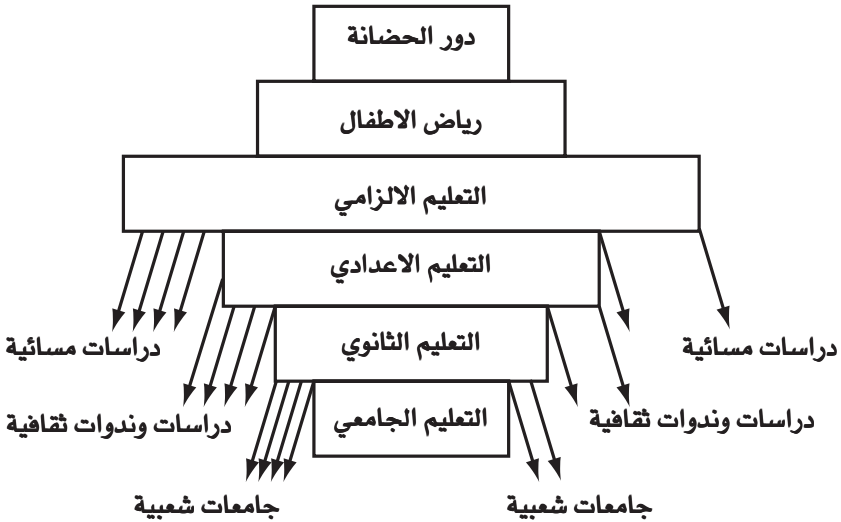 دور الحضانة
رياض الاطفال
التعليم الالزامي
التعليم الاعدادي
التعليم الثانوي
دراسات مسائية
دراسات مسائية
التعليم الجامعي
دراسات وندوات ثقافية
دراسات وندوات ثقافية
جامعات شعبية
جامعات شعبية